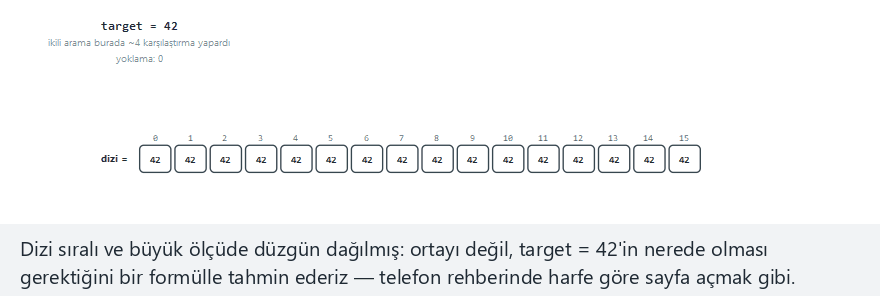 target = 42
ikili arama burada ~4 karşılaştırma yapardı
yoklama: 0
0 1 2 3 4 5 6 7 8 9 10 11 12 13 14 15
dizi = 42 42 42 42 42 42 42 42 42 42 42 42 42 42 42 42
Dizi sıralı ve büyük ölçüde düzgün dağılmış: ortayı değil, target = 42'in nerede olması
gerektiğini bir formülle tahmin ederiz — telefon rehberinde harfe göre sayfa açmak gibi.